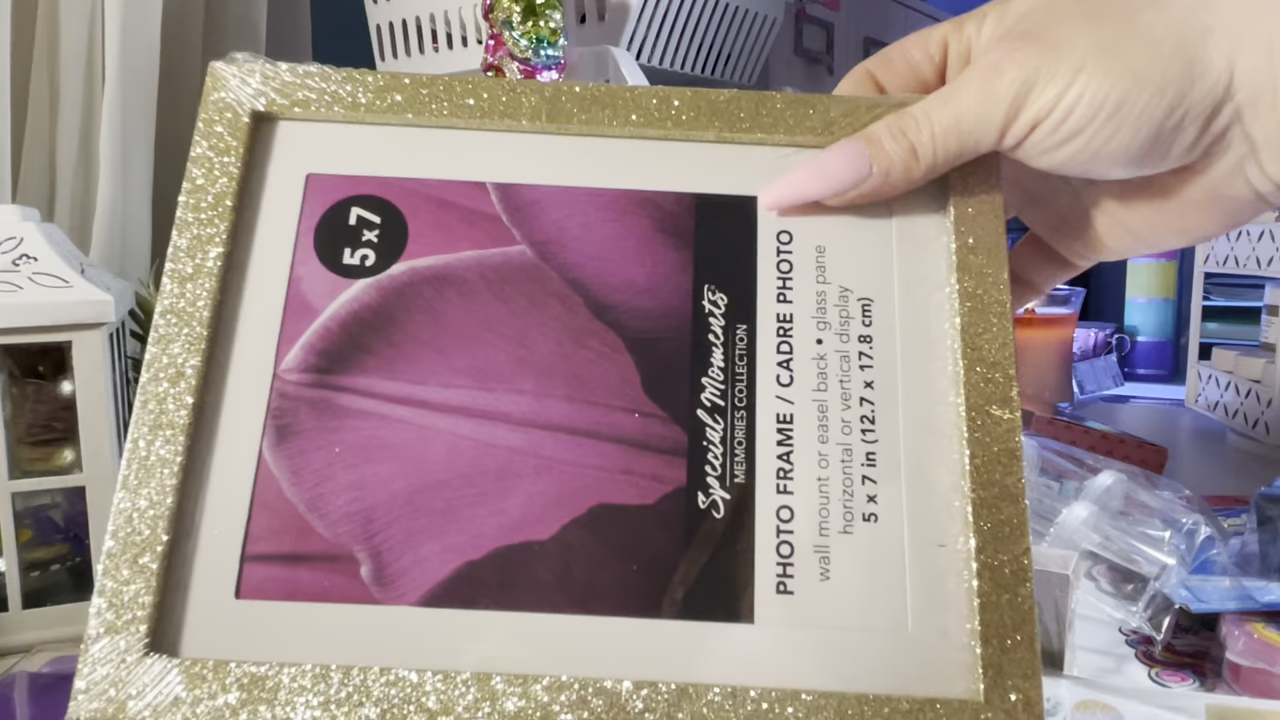 5x7
Special Moments
MEMORIES COLLECTION
PHOTO FRAME / CADRE PHOTO
wall mount or easel back • glass pane
horizontal or vertical display
5 x 7 in (12.7 x 17.8 cm)